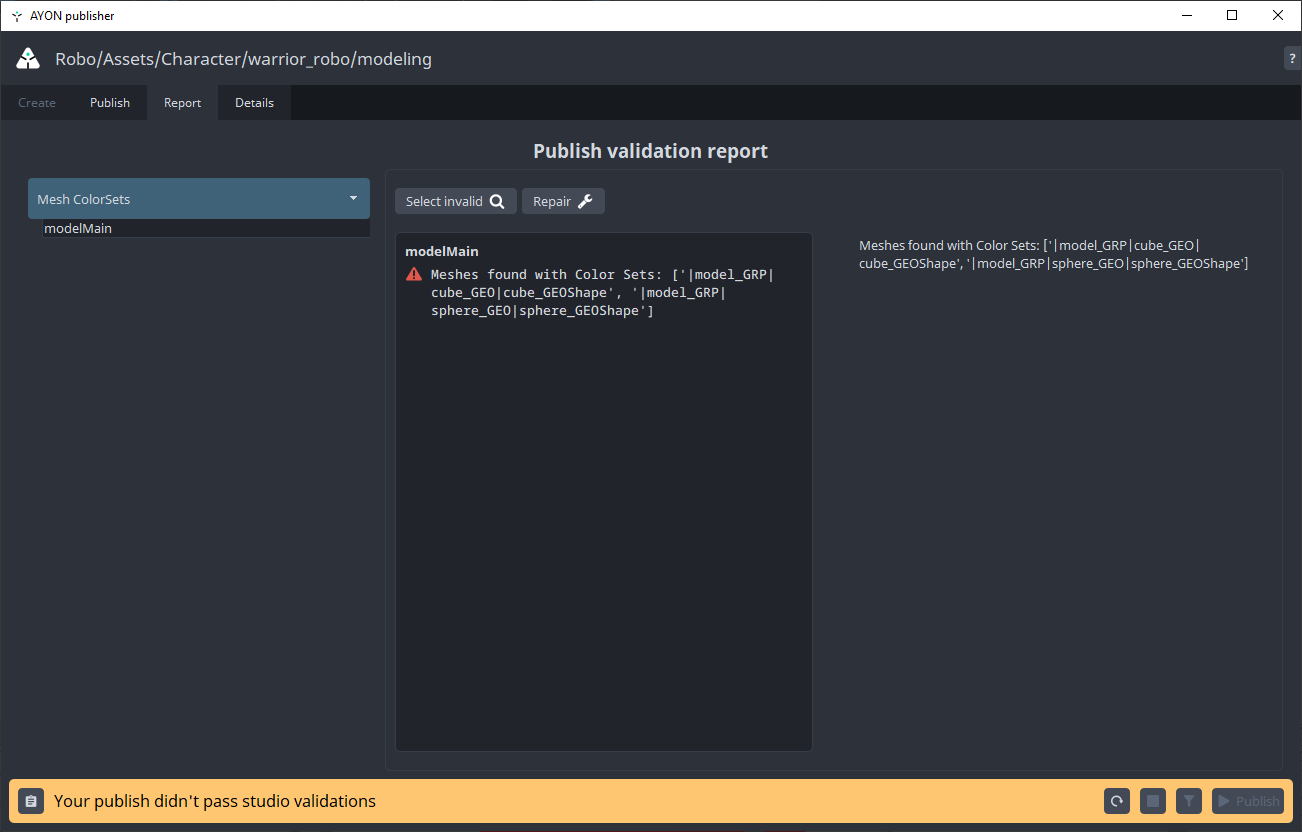 AYON publisher
Robo/Assets/Character/warrior_robo/modeling
?
Create Publish Report Details
Publish validation report
Mesh ColorSets
modelMain
Select invalid Repair
modelMain
Meshes found with Color Sets: ['|model_GRP|
cube_GEO|cube_GEOShape', '|model_GRP|
sphere_GEO|sphere_GEOShape']
Meshes found with Color Sets: ['|model_GRP|cube_GEO|
cube_GEOShape', '|model_GRP|sphere_GEO|sphere_GEOShape']
Your publish didn't pass studio validations
Publish